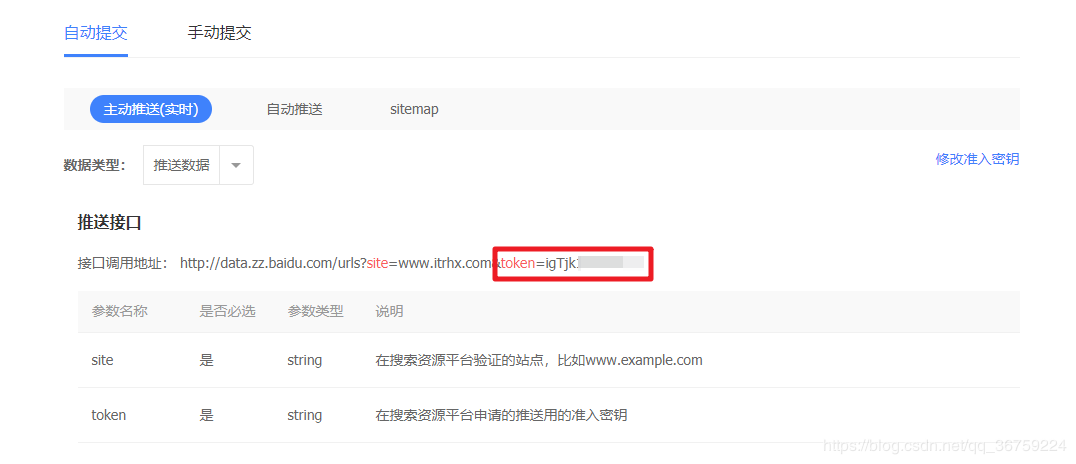 自动提交 手动提交
主动推送(实时) 自动推送 sitemap
数据类型： 推送数据 修改准入密钥
推送接口
接口调用地址： http://data.zz.baidu.com/urls?site=www.itrhx.com&token=igTjk
参数名称 是否必选 参数类型 说明
site 是 string 在搜索资源平台验证的站点，比如www.example.com
token 是 string 在搜索资源平台申请的推送用的准入密钥
https://blog.csdn.net/qq_36759224